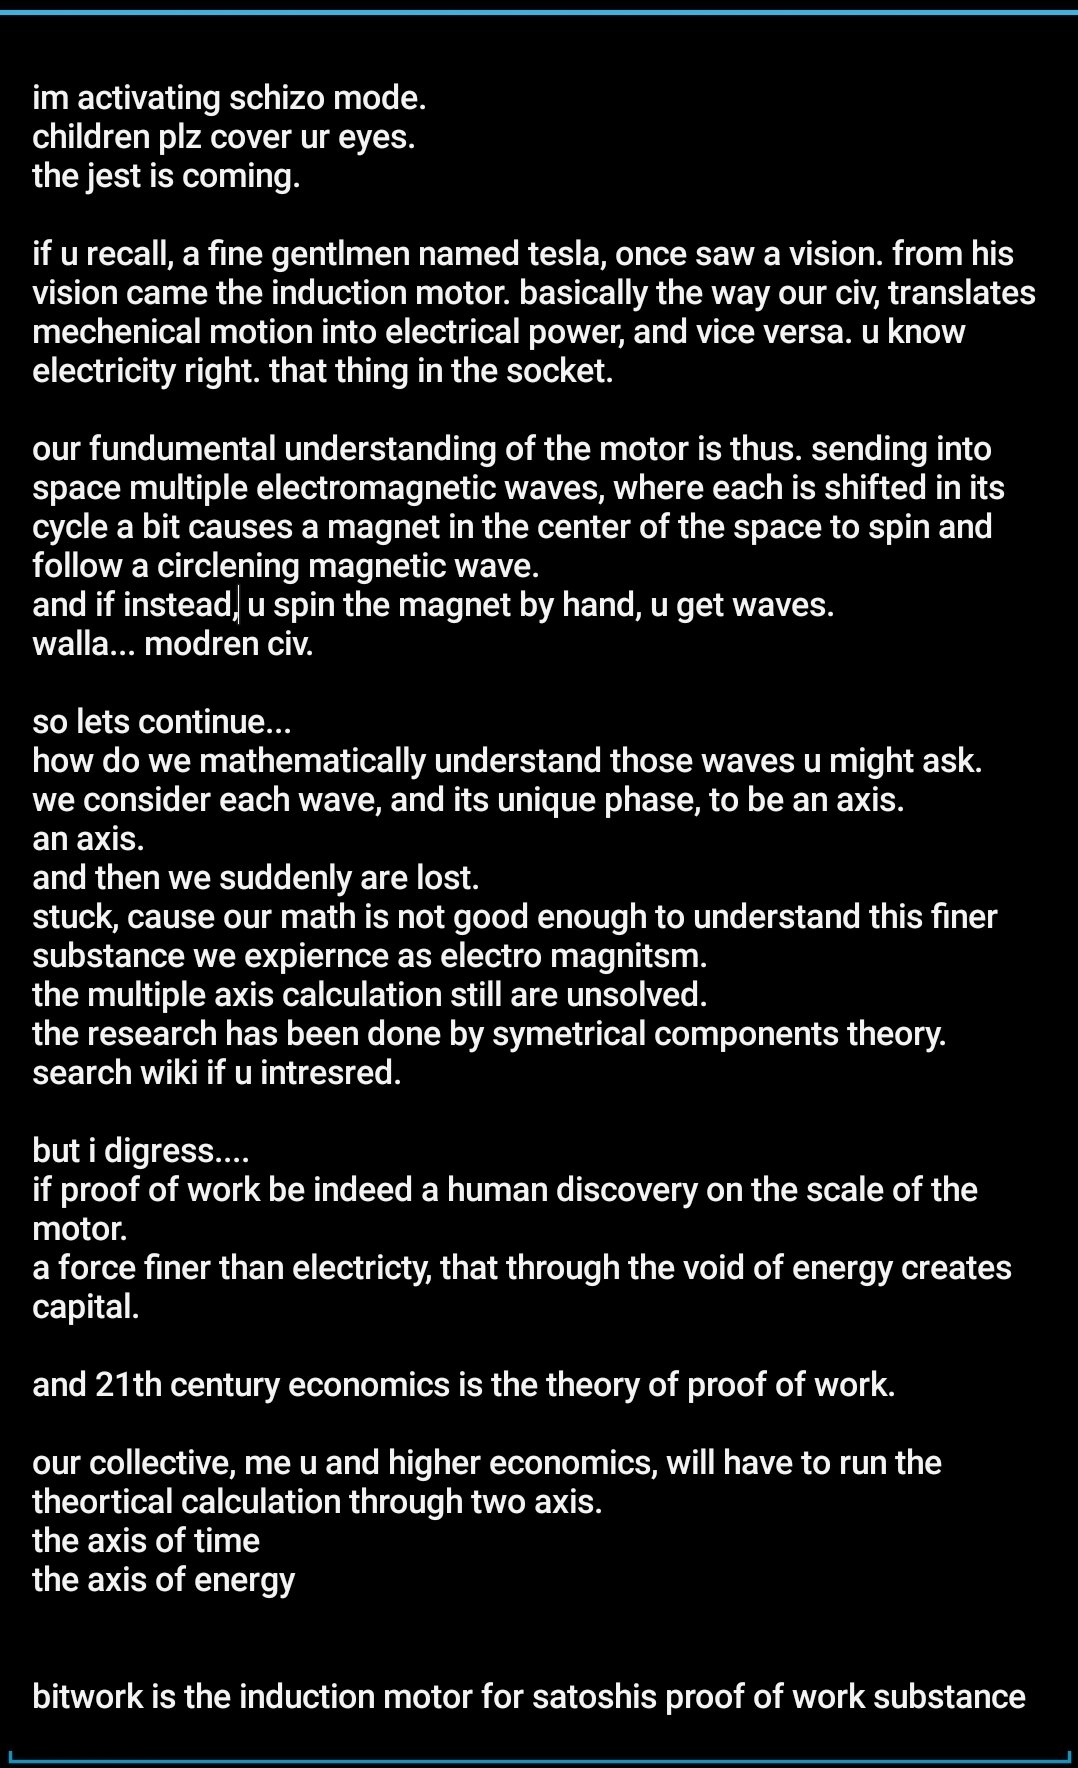 im activating schizo mode.
children plz cover ur eyes.
the jest is coming.
if u recall, a fine gentlmen named tesla, once saw a vision. from his
vision came the induction motor. basically the way our civ, translates
mechenical motion into electrical power, and vice versa. u know
electricity right. that thing in the socket.
our fundumental understanding of the motor is thus. sending into
space multiple electromagnetic waves, where each is shifted in its
cycle a bit causes a magnet in the center of the space to spin and
follow a circlening magnetic wave.
and if instead, u spin the magnet by hand, u get waves.
walla... modren civ.
so lets continue...
how do we mathematically understand those waves u might ask.
we consider each wave, and its unique phase, to be an axis.
an axis.
and then we suddenly are lost.
stuck, cause our math is not good enough to understand this finer
substance we expiernce as electro magnitsm.
the multiple axis calculation still are unsolved.
the research has been done by symetrical components theory.
search wiki if u intresred.
but i digress....
if proof of work be indeed a human discovery on the scale of the
motor.
a force finer than electricty, that through the void of energy creates
capital.
and 21th century economics is the theory of proof of work.
our collective, me u and higher economics, will have to run the
theortical calculation through two axis.
the axis of time
the axis of energy
bitwork is the induction motor for satoshis proof of work substance